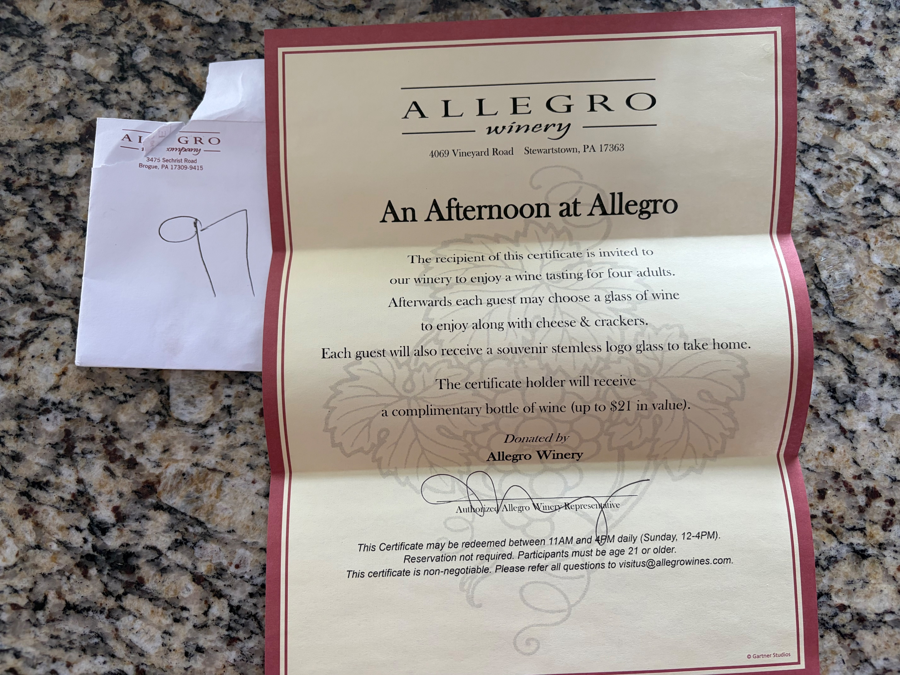 ALLEGRO
company
3475 Sechrist Road
Brogue, PA 17309-9415
97
ALLEGRO
winery
4069 Vineyard Road Stewartstown, PA 17363
An Afternoon at Allegro
The recipient of this certificate is invited to
our winery to enjoy a wine tasting for four adults.
Afterwards each guest may choose a glass of wine
to enjoy along with cheese & crackers.
Each guest will also receive a souvenir stemless logo glass to take home.
The certificate holder will receive
a complimentary bottle of wine (up to $21 in value).
Donated by
Allegro Winery
Authorized Allegro Winery Representative
This Certificate may be redeemed between 11AM and 4PM daily (Sunday, 12-4PM).
Reservation not required. Participants must be age 21 or older.
This certificate is non-negotiable. Please refer all questions to visitus@allegrowines.com.
© Gartner Studios